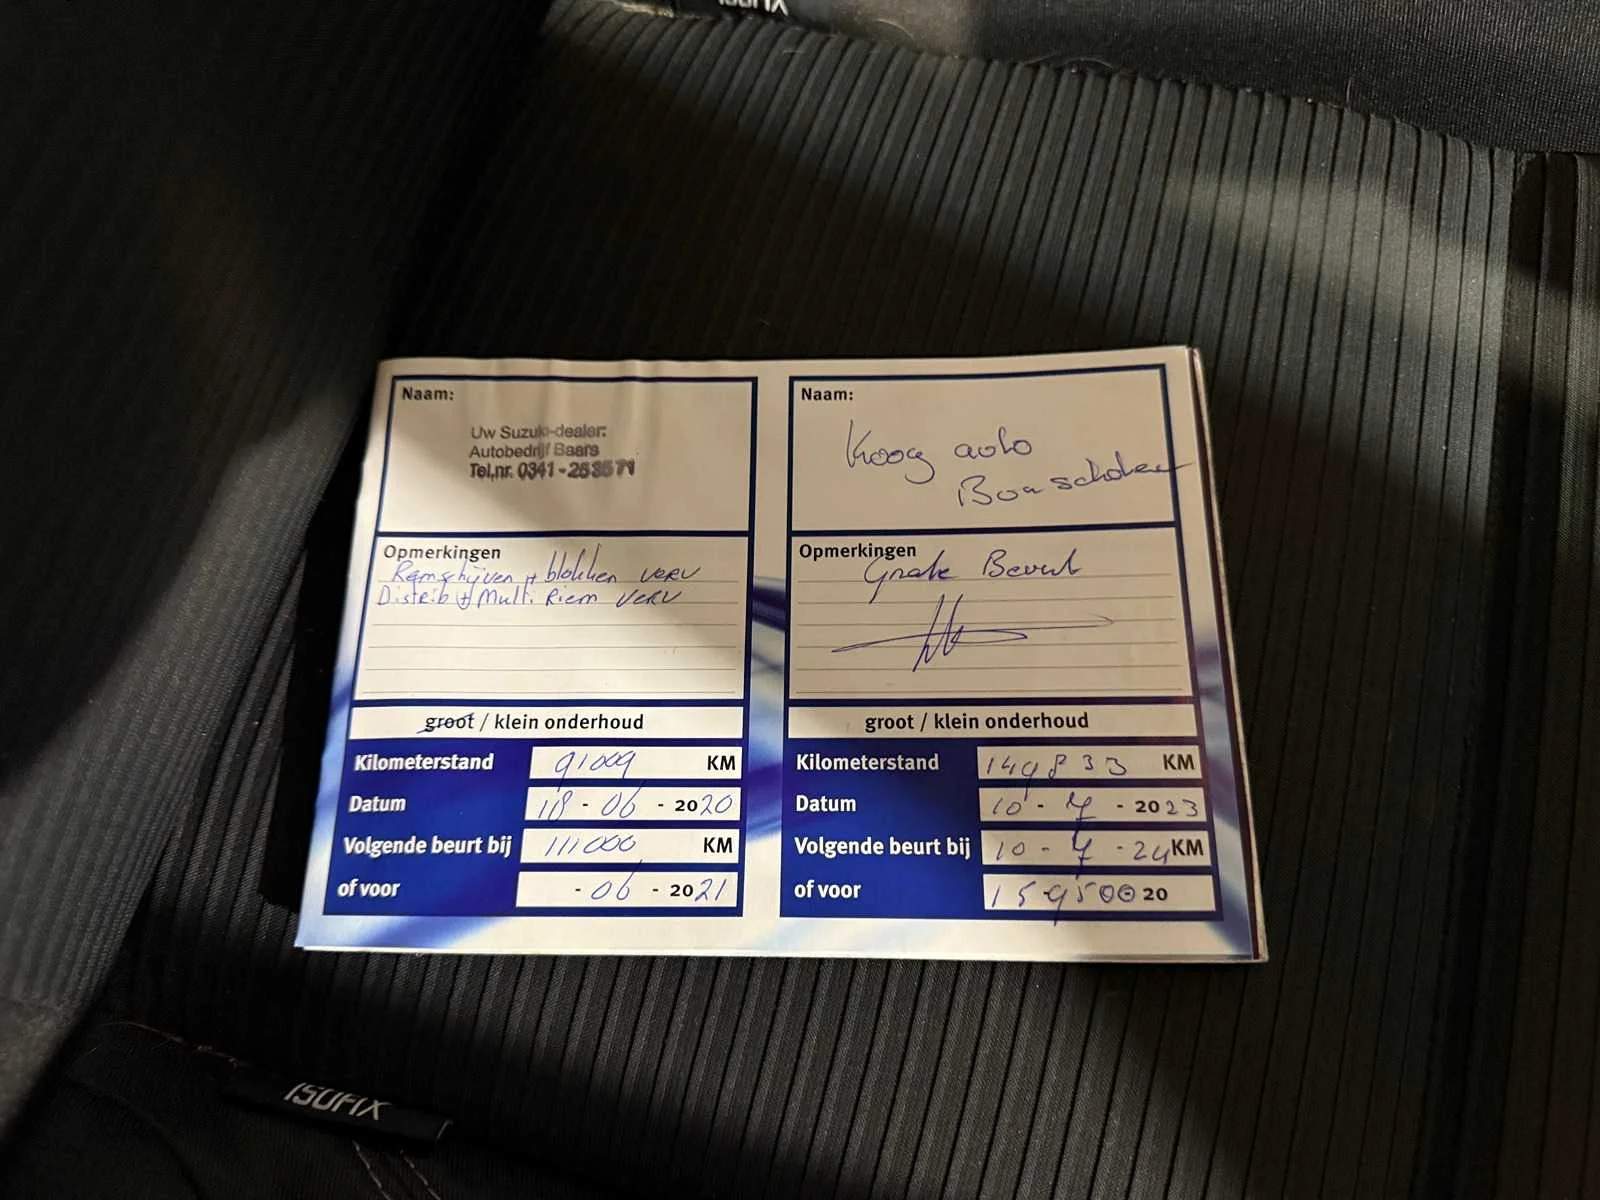 Naam:
Uw Suzuki-dealer:
Autobedrijf Baars
Tel.nr. 0341-253571
Opmerkingen
Remschijven + blokken verv
Distrib + Multi Riem verv
groot / klein onderhoud
Kilometerstand 91009 KM
Datum 18 - 06 - 2020
Volgende beurt bij 111000 KM
of voor - 06 - 2021
Naam:
Koog auto
Opmerkingen
Grote Beurt
groot / klein onderhoud
Kilometerstand 149833 KM
Datum 10 - 7 - 2023
Volgende beurt bij 10 - 7 - 24 KM
of voor 159500 20
ISOFIX
ISOFIX